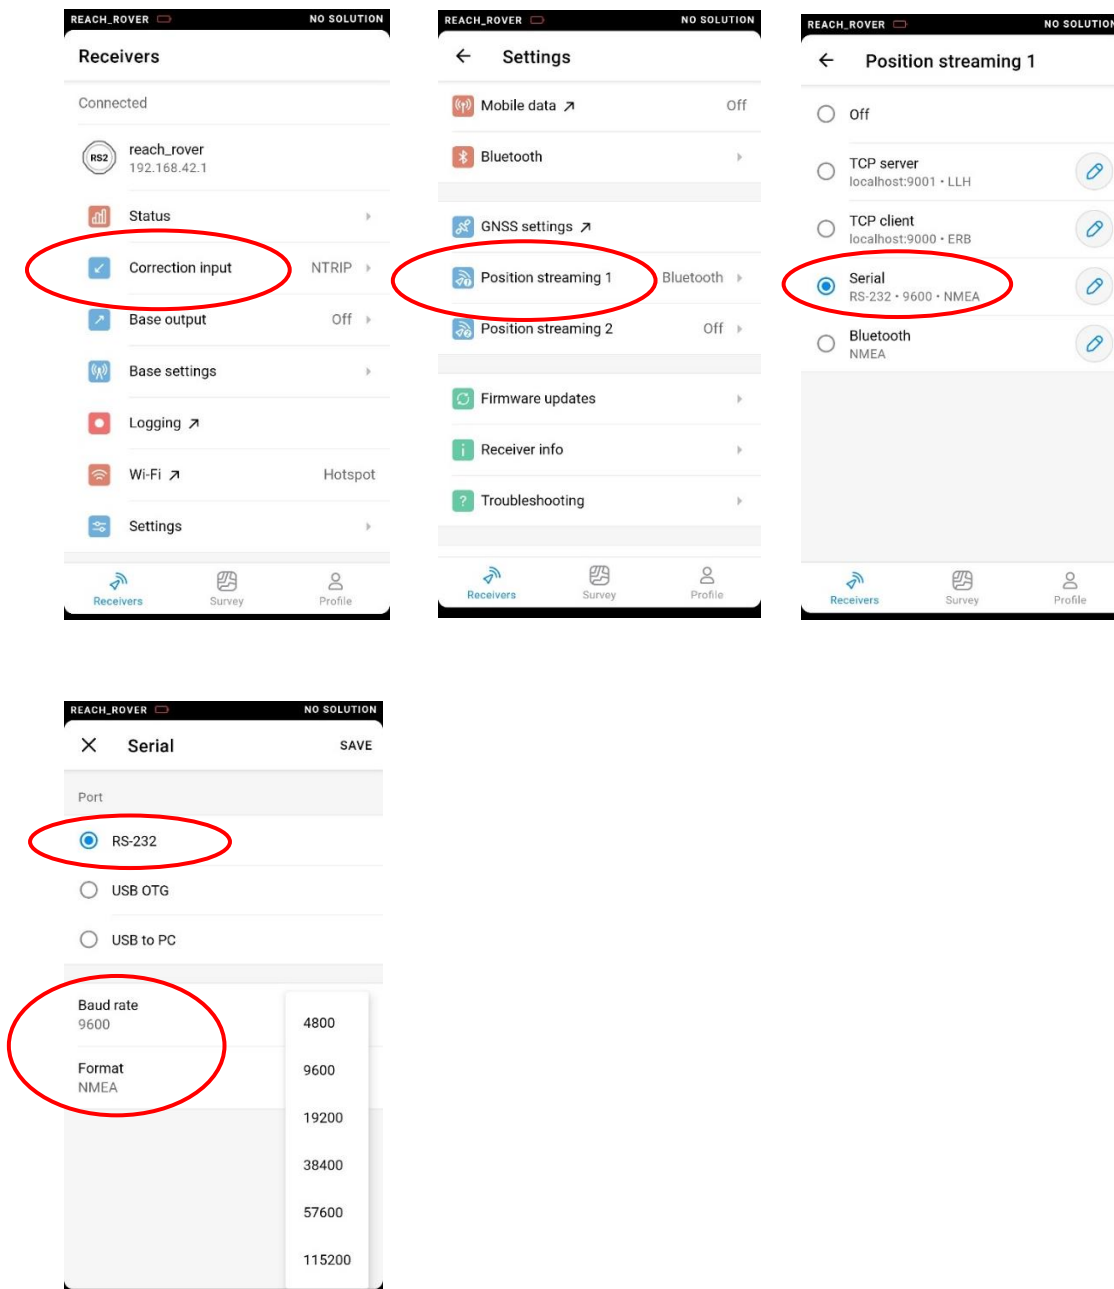 REACH_ROVER NO SOLUTION
Receivers
Connected
RS2
reach_rover
192.168.42.1
Status
Correction input NTRIP
Base output Off
Base settings
Logging
Wi-Fi Hotspot
Settings
Receivers Survey Profile
REACH_ROVER NO SOLUTION
Settings
Mobile data Off
Bluetooth
GNSS settings
Position streaming 1 Bluetooth
Position streaming 2 Off
Firmware updates
Receiver info
Troubleshooting
Receivers Survey Profile
REACH_ROVER NO SOLUTION
Position streaming 1
Off
TCP server
localhost:9001 • LLH
TCP client
localhost:9000 • ERB
Serial
RS-232 • 9600 • NMEA
Bluetooth
NMEA
Receivers Survey Profile
REACH_ROVER NO SOLUTION
Serial SAVE
Port
RS-232
USB OTG
USB to PC
Baud rate
9600
Format
NMEA
4800
9600
19200
38400
57600
115200